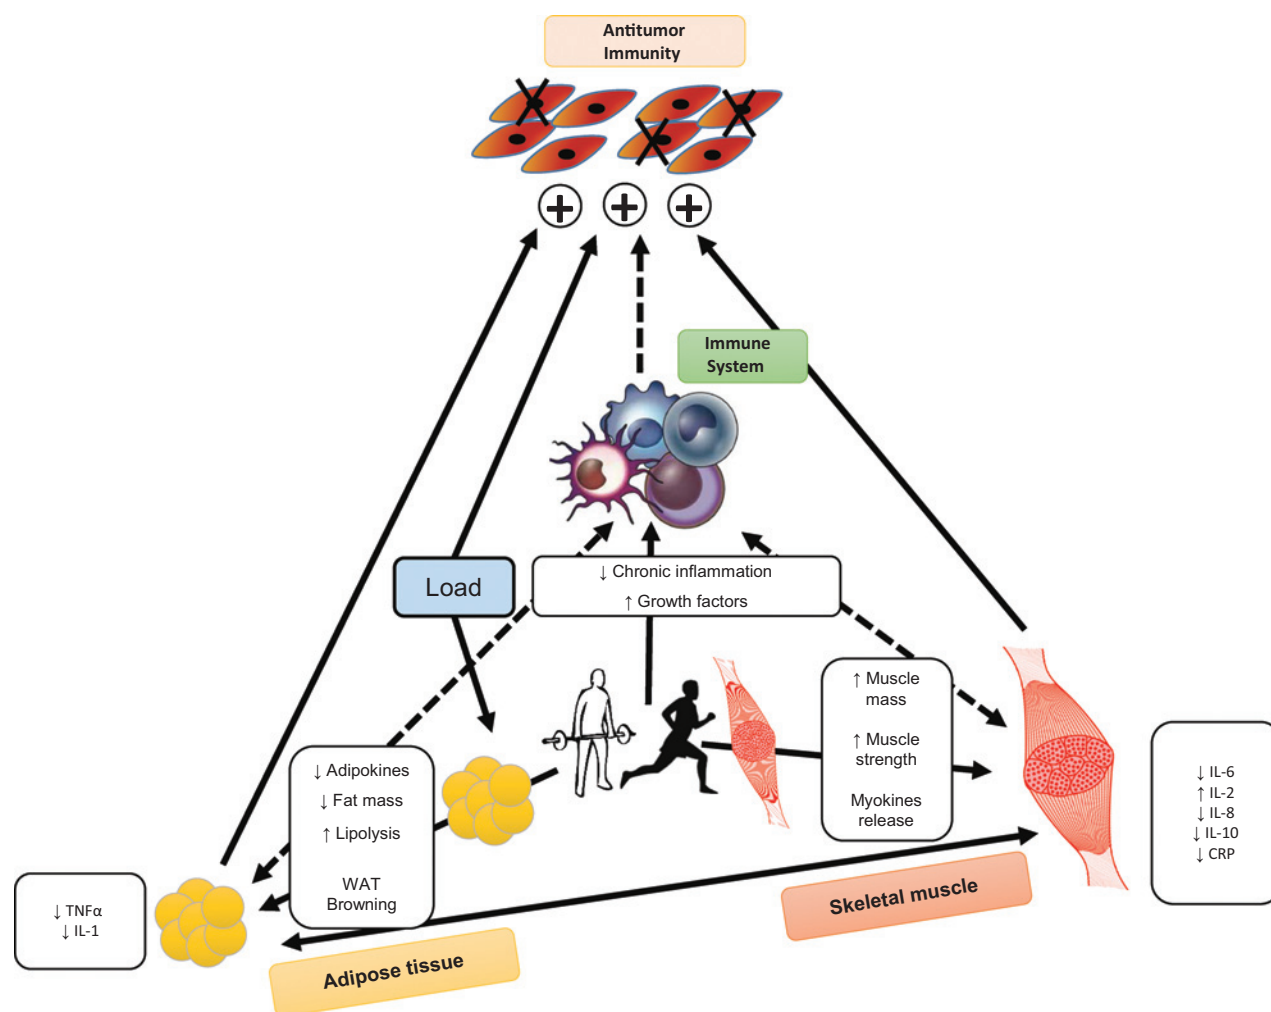 Antitumor
Immunity
Immune
System
Load
↓ Chronic inflammation
↑ Growth factors
↑ Muscle
mass
↑ Muscle
strength
Myokines
release
↓ Adipokines
↓ Fat mass
↑ Lipolysis
WAT
Browning
↓ IL-6
↑ IL-2
↓ IL-8
↓ IL-10
↓ CRP
↓ TNFα
↓ IL-1
Skeletal muscle
Adipose tissue